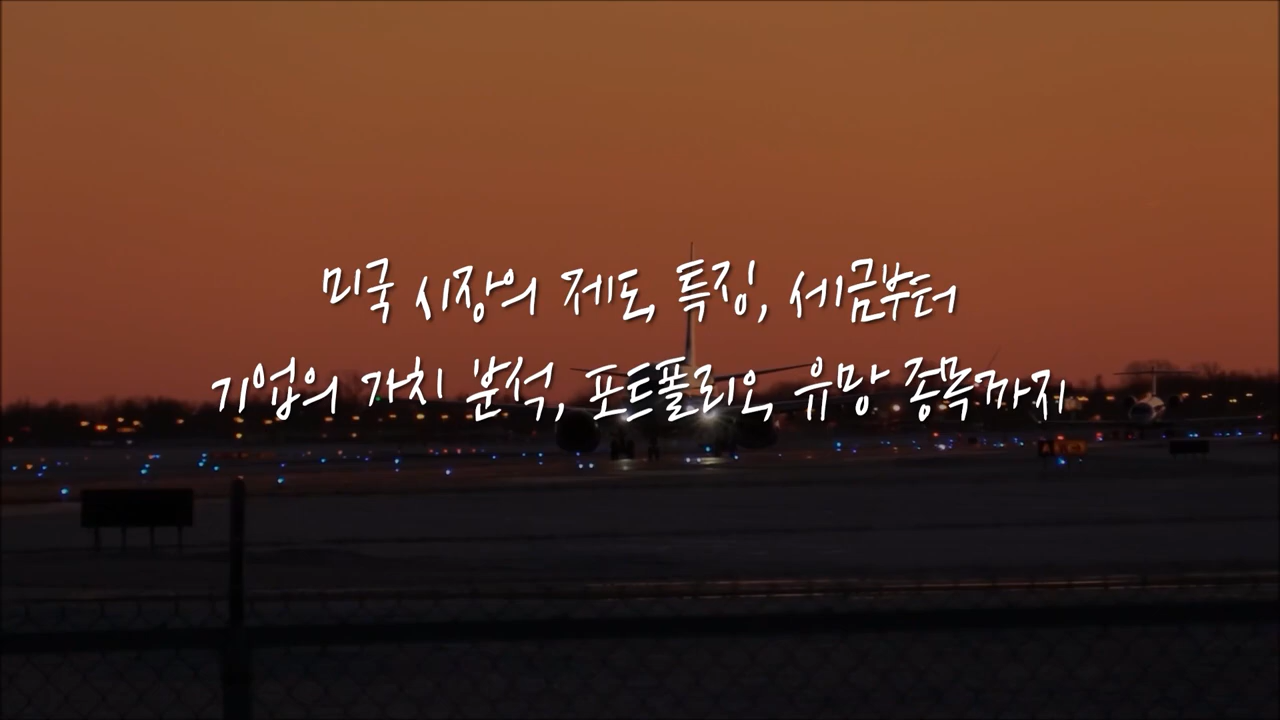 미국 시장의 제도, 특징, 세금부터
기업의 가치 분석, 포트폴리오, 유망 종목까지